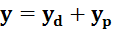 y = y_d + y_p